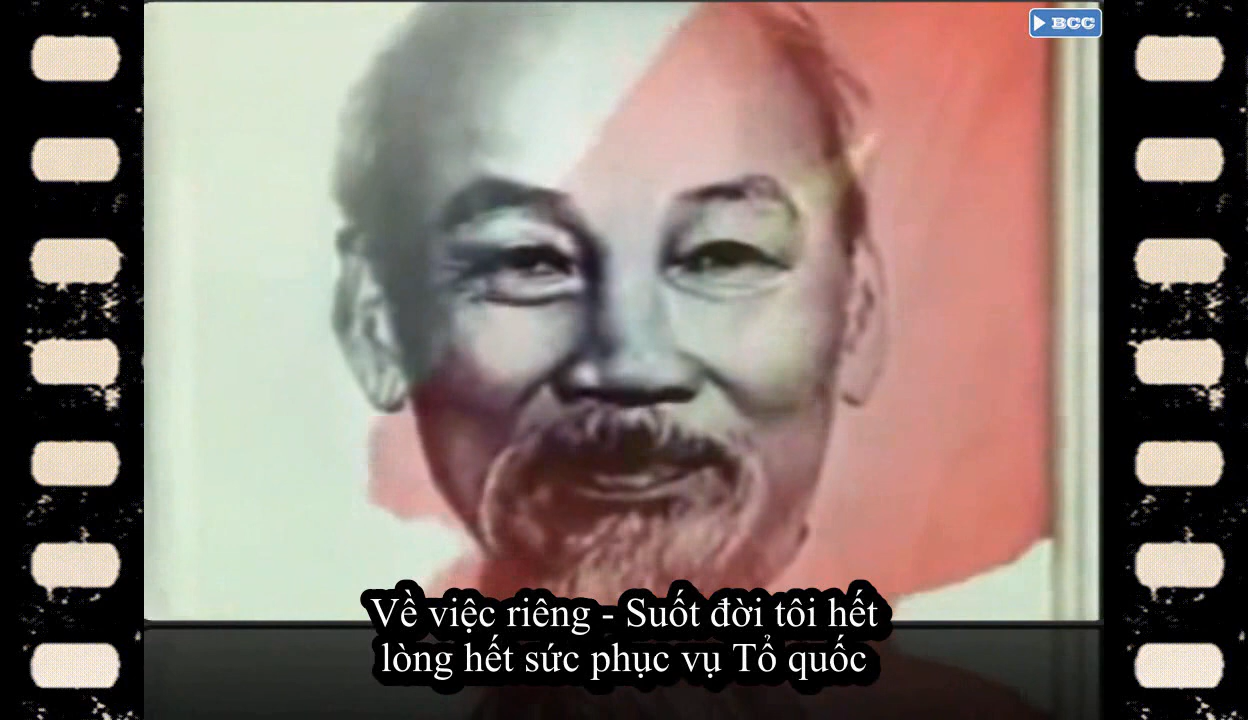 BCC
Về việc riêng - Suốt đời tôi hết
lòng hết sức phục vụ Tổ quốc